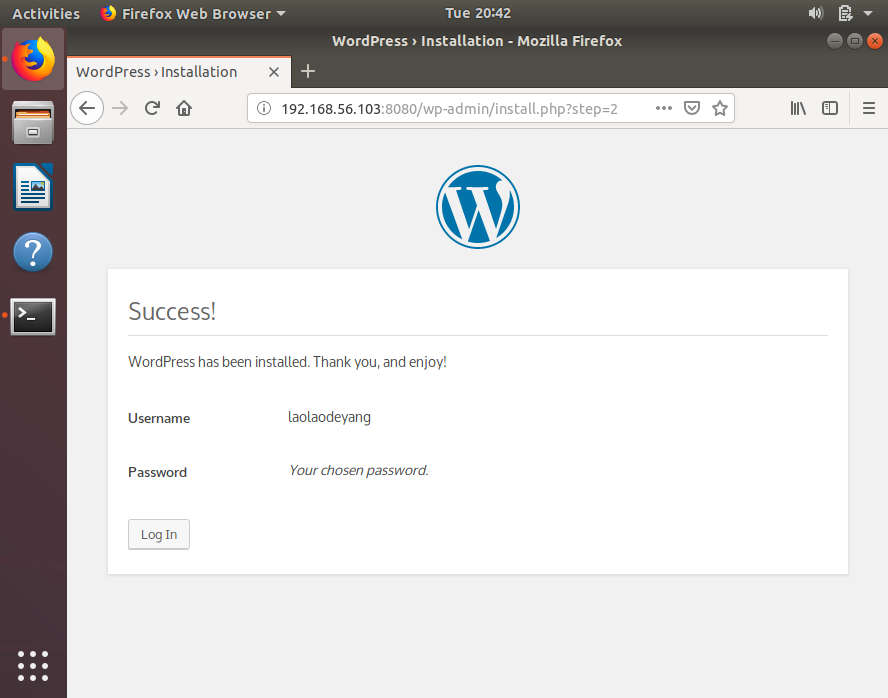 Activities Firefox Web Browser Tue 20:42
WordPress › Installation - Mozilla Firefox
WordPress › Installation
192.168.56.103:8080/wp-admin/install.php?step=2
Success!
WordPress has been installed. Thank you, and enjoy!
Username laolaodeyang
Password Your chosen password.
Log In